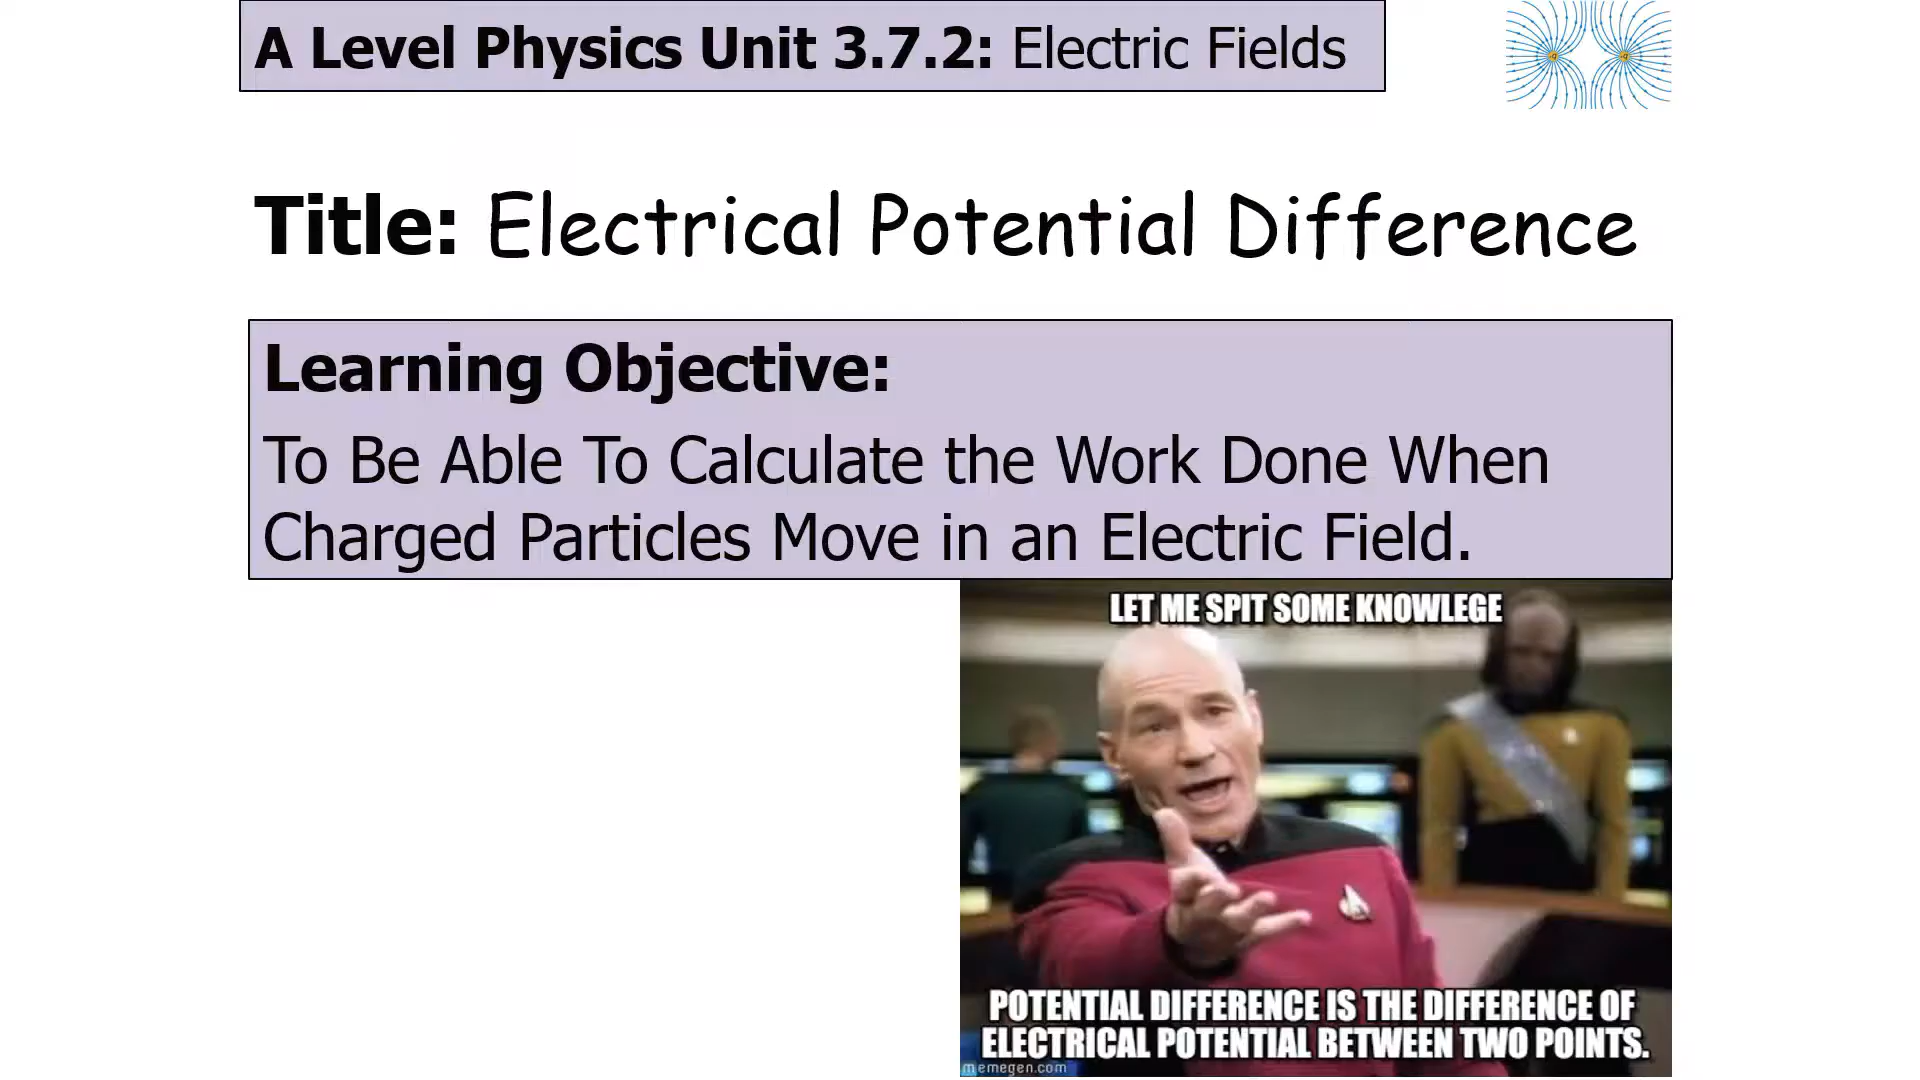 A Level Physics Unit 3.7.2: Electric Fields
Title: Electrical Potential Difference
Learning Objective:
To Be Able To Calculate the Work Done When
Charged Particles Move in an Electric Field.
LET ME SPIT SOME KNOWLEGE
POTENTIAL DIFFERENCE IS THE DIFFERENCE OF
ELECTRICAL POTENTIAL BETWEEN TWO POINTS.
memegen.com